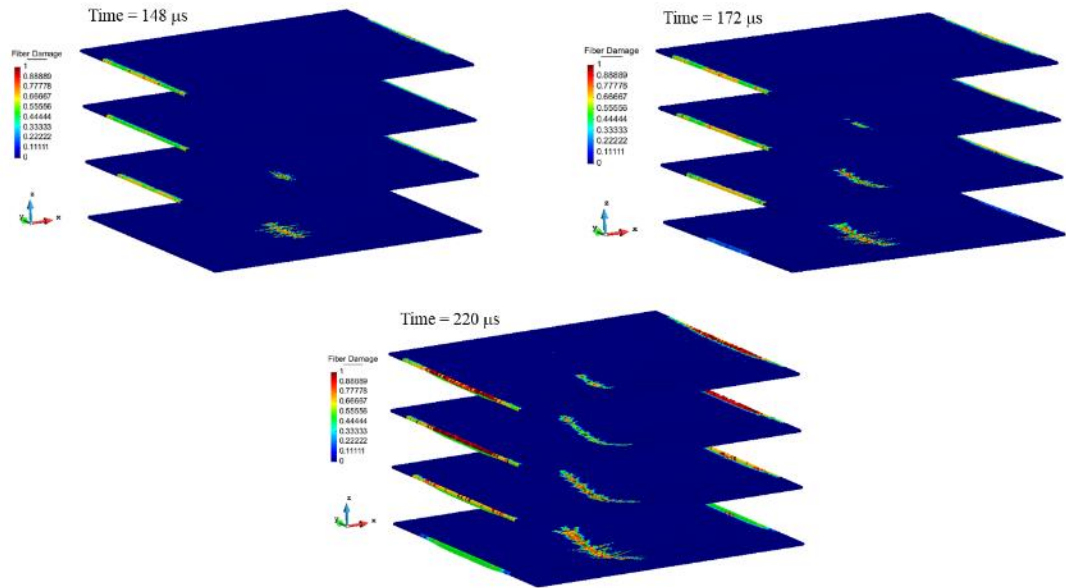 Time = 148 μs
Fiber Damage
1
0.88889
0.77778
0.66667
0.55556
0.44444
0.33333
0.22222
0.11111
0
z
y
x
Time = 172 μs
Fiber Damage
1
0.88889
0.77778
0.66667
0.55556
0.44444
0.33333
0.22222
0.11111
0
z
y
x
Time = 220 μs
Fiber Damage
1
0.88889
0.77778
0.66667
0.55556
0.44444
0.33333
0.22222
0.11111
0
z
y
x